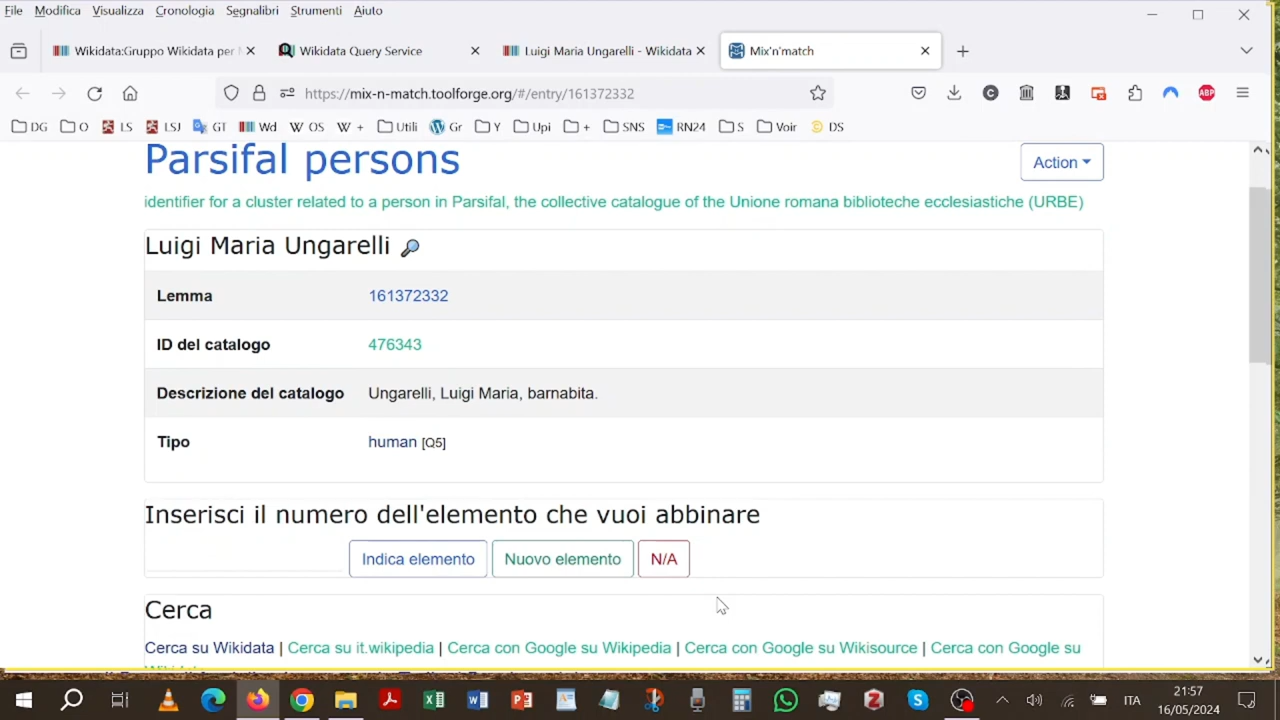 File Modifica Visualizza Cronologia Segnalibri Strumenti Aiuto
Wikidata:Gruppo Wikidata per Wikidata Query Service Luigi Maria Ungarelli - Wikidata Mix'n'match
https://mix-n-match.toolforge.org/#/entry/161372332
DG O LS LSJ GT Wd OS + Utili Gr Y Upi + SNS RN24 S Voir DS
Parsifal persons
Action
identifier for a cluster related to a person in Parsifal, the collective catalogue of the Unione romana biblioteche ecclesiastiche (URBE)
Luigi Maria Ungarelli
Lemma 161372332
ID del catalogo 476343
Descrizione del catalogo Ungarelli, Luigi Maria, barnabita.
Tipo human [Q5]
Inserisci il numero dell'elemento che vuoi abbinare
Indica elemento Nuovo elemento N/A
Cerca
Cerca su Wikidata | Cerca su it.wikipedia | Cerca con Google su Wikipedia | Cerca con Google su Wikisource | Cerca con Google su
ITA
21:57
16/05/2024